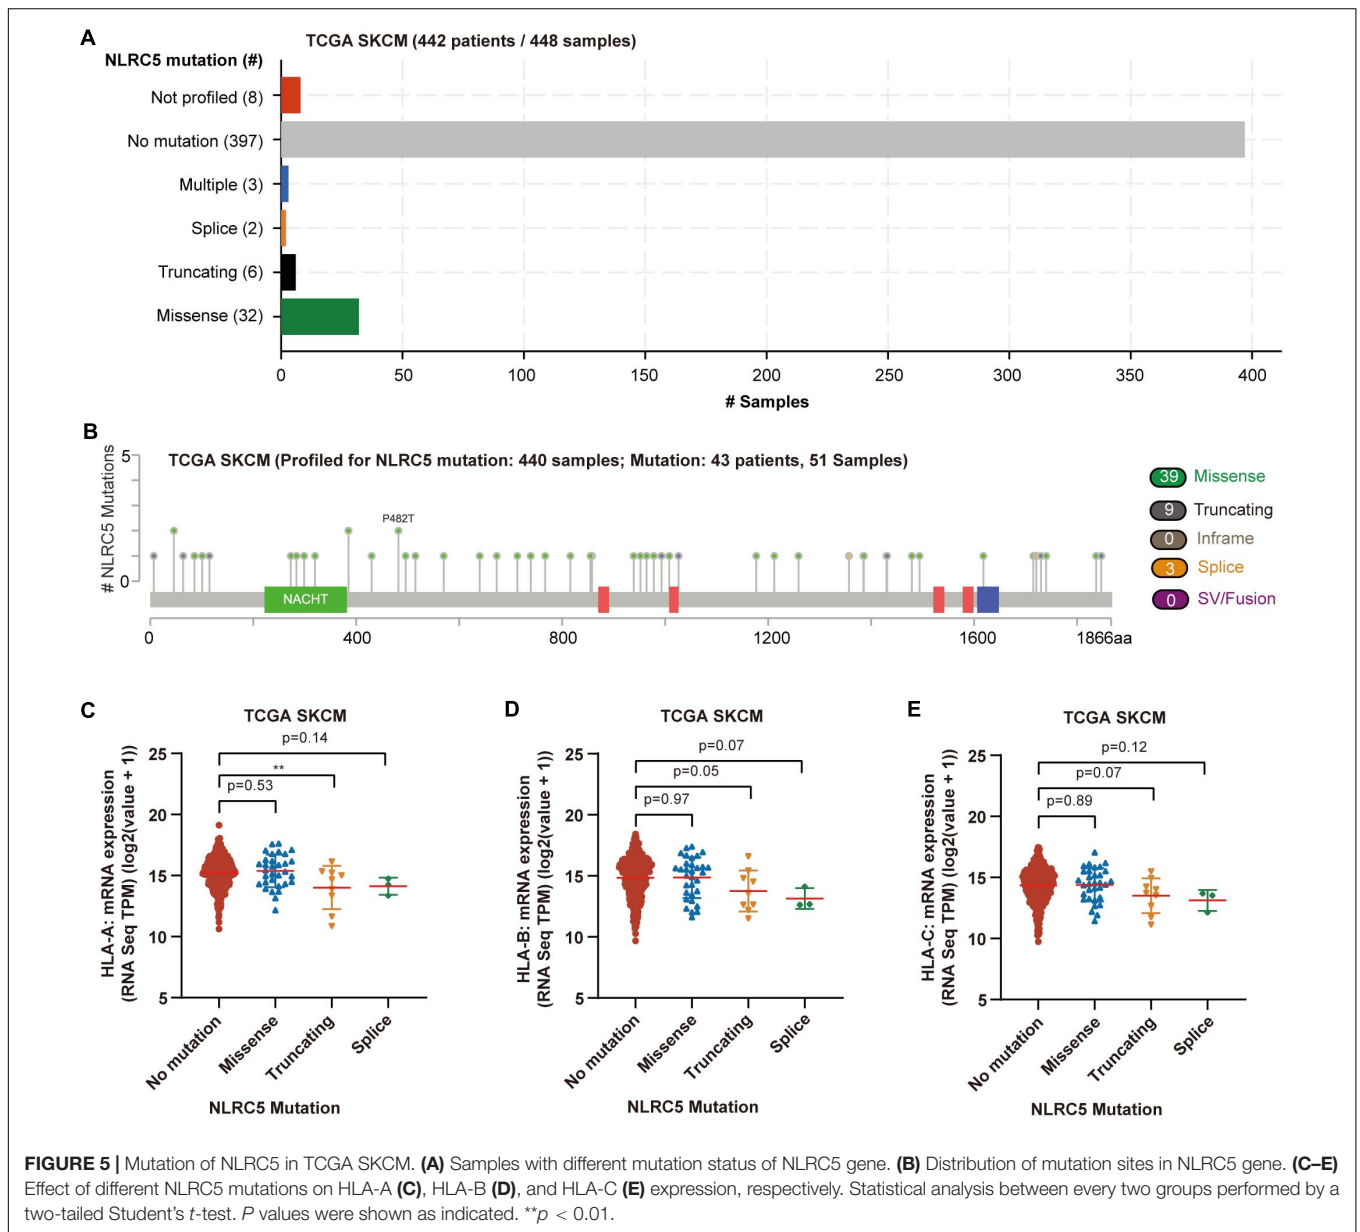 A
TCGA SKCM (442 patients / 448 samples)
NLRC5 mutation (#)
Not profiled (8)
No mutation (397)
Multiple (3)
Splice (2)
Truncating (6)
Missense (32)
0 50 100 150 200 250 300 350 400
# Samples
B
# NLRC5 Mutations
5
0
TCGA SKCM (Profiled for NLRC5 mutation: 440 samples; Mutation: 43 patients, 51 Samples)
P482T
NACHT
0 400 800 1200 1600 1866aa
39 Missense
9 Truncating
0 Inframe
3 Splice
0 SV/Fusion
C
TCGA SKCM
HLA-A: mRNA expression
(RNA Seq TPM) (log2(value + 1))
25
20
15
10
5
p=0.14
**
p=0.53
No mutation
Missense
Truncating
Splice
NLRC5 Mutation
D
TCGA SKCM
HLA-B: mRNA expression
(RNA Seq TPM) (log2(value + 1))
25
20
15
10
5
p=0.07
p=0.05
p=0.97
No mutation
Missense
Truncating
Splice
NLRC5 Mutation
E
TCGA SKCM
HLA-C: mRNA expression
(RNA Seq TPM) (log2(value + 1))
25
20
15
10
5
p=0.12
p=0.07
p=0.89
No mutation
Missense
Truncating
Splice
NLRC5 Mutation
FIGURE 5 | Mutation of NLRC5 in TCGA SKCM. (A) Samples with different mutation status of NLRC5 gene. (B) Distribution of mutation sites in NLRC5 gene. (C–E)
Effect of different NLRC5 mutations on HLA-A (C), HLA-B (D), and HLA-C (E) expression, respectively. Statistical analysis between every two groups performed by a
two-tailed Student's t-test. P values were shown as indicated. **p < 0.01.